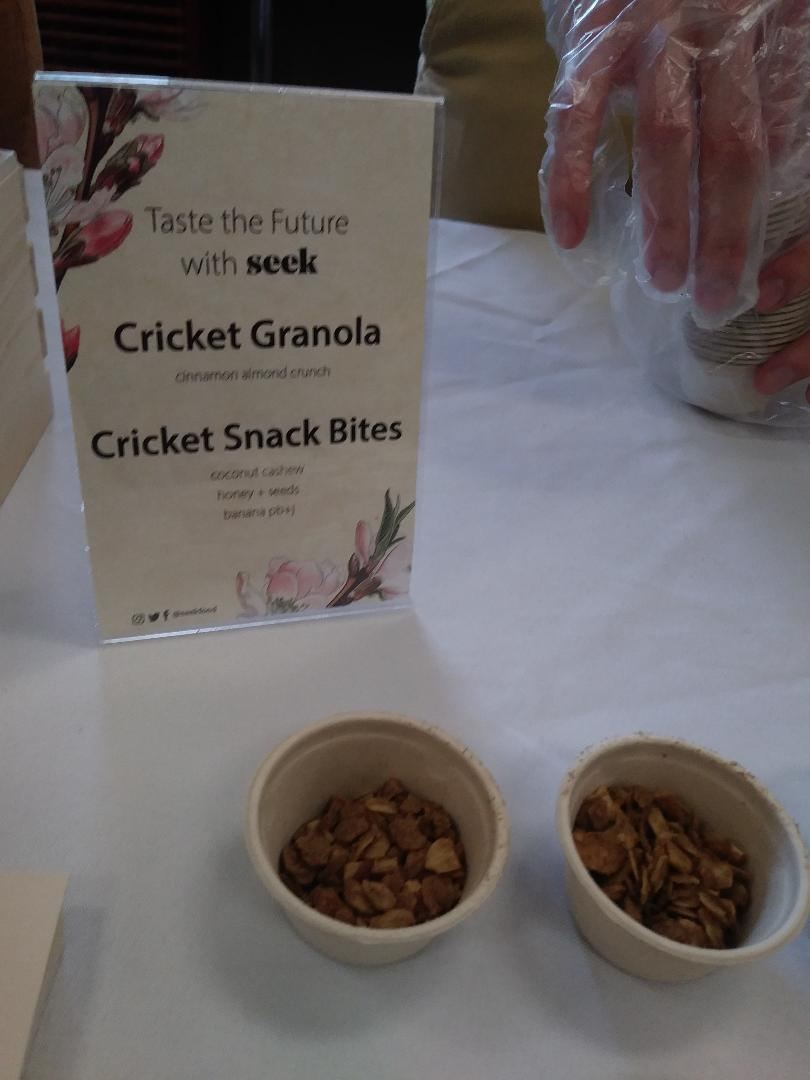 Taste the Future
with seek
Cricket Granola
cinnamon almond crunch
Cricket Snack Bites
coconut cashew
honey + seeds
banana pb+j
@seekfood